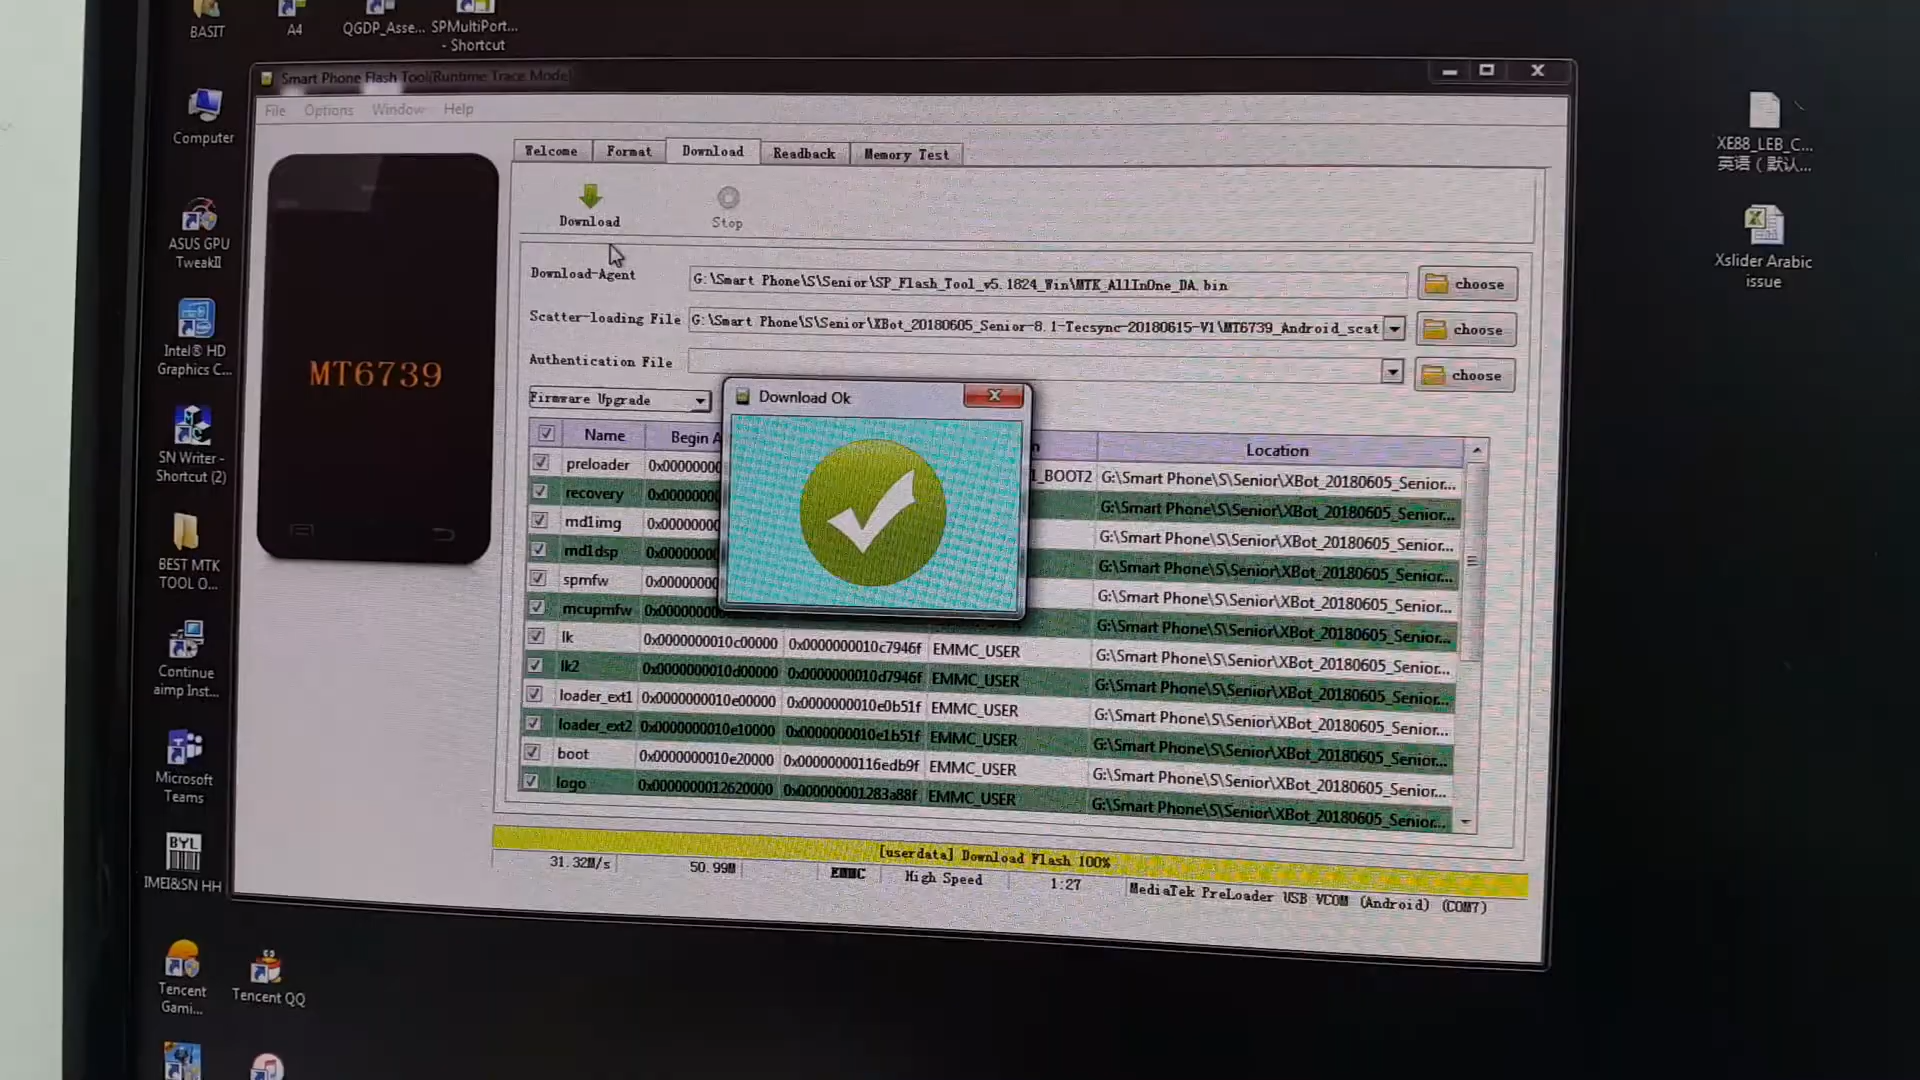 BASIT
A4
QGDP_Asse...
SPMultiPort...
- Shortcut
Smart Phone Flash Tool(Runtime Trace Mode)
File Options Window Help
Computer
ASUS GPU
TweakII
Intel® HD
Graphics C...
SN Writer -
Shortcut (2)
BEST MTK
TOOL O...
Continue
aimp Inst...
Microsoft
Teams
BYL
IMEI&SN HH
Tencent
Gami...
Tencent QQ
XE88_LEB_C...
英语（默认...
Xslider Arabic
issue
MT6739
Welcome Format Download Readback Memory Test
Download Stop
Download-Agent G:\Smart Phone\S\Senior\SP_Flash_Tool_v5.1824_Win\MTK_AllInOne_DA.bin choose
Scatter-loading File G:\Smart Phone\S\Senior\XBot_20180605_Senior-8.1-Tecsync-20180615-V1\MT6739_Android_scat choose
Authentication File choose
Firmware Upgrade
Download Ok
Name Begin A Location
preloader 0x0000000 _BOOT2 G:\Smart Phone\S\Senior\XBot_20180605_Senior...
recovery 0x0000000 G:\Smart Phone\S\Senior\XBot_20180605_Senior...
md1img 0x0000000 G:\Smart Phone\S\Senior\XBot_20180605_Senior...
md1dsp 0x0000000 G:\Smart Phone\S\Senior\XBot_20180605_Senior...
spmfw 0x0000000 G:\Smart Phone\S\Senior\XBot_20180605_Senior...
mcupmfw 0x0000000 G:\Smart Phone\S\Senior\XBot_20180605_Senior...
lk 0x0000000010c00000 0x0000000010c7946f EMMC_USER G:\Smart Phone\S\Senior\XBot_20180605_Senior...
lk2 0x0000000010d00000 0x0000000010d7946f EMMC_USER G:\Smart Phone\S\Senior\XBot_20180605_Senior...
loader_ext1 0x0000000010e00000 0x0000000010e0b51f EMMC_USER G:\Smart Phone\S\Senior\XBot_20180605_Senior...
loader_ext2 0x0000000010e10000 0x0000000010e1b51f EMMC_USER G:\Smart Phone\S\Senior\XBot_20180605_Senior...
boot 0x0000000010e20000 0x00000000116edb9f EMMC_USER G:\Smart Phone\S\Senior\XBot_20180605_Senior...
logo 0x0000000012620000 0x000000001283a88f EMMC_USER G:\Smart Phone\S\Senior\XBot_20180605_Senior...
[userdata] Download Flash 100%
31.32M/s 50.99M EMMC High Speed 1:27 MediaTek PreLoader USB VCOM (Android) (COM7)